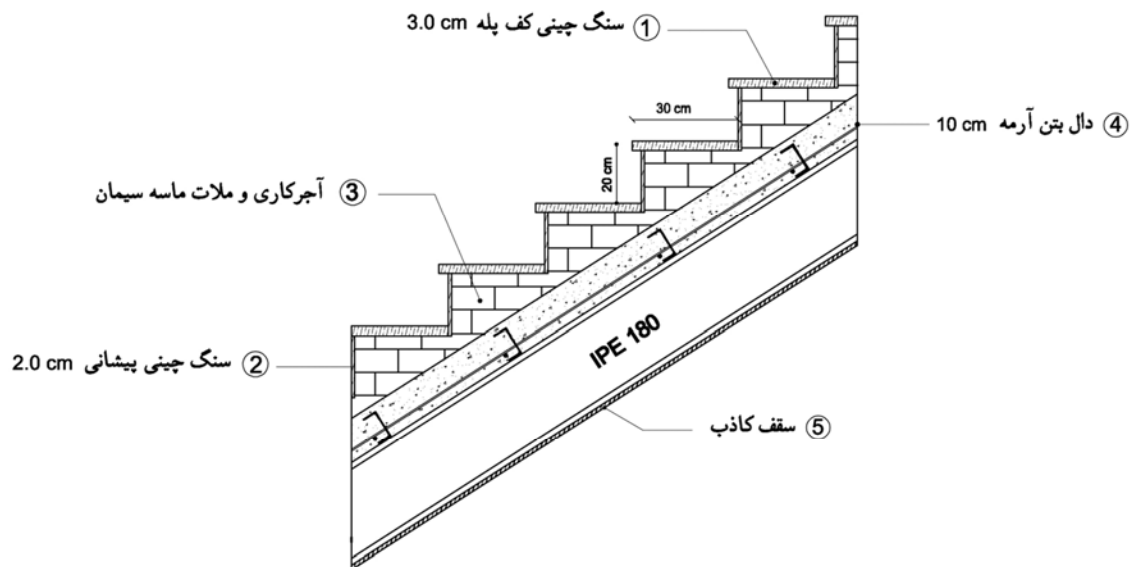 ① سنگ چینی کف پله 3.0 cm
30 cm
④ دال بتن آرمه 10 cm
20 cm
③ آجرکاری و ملات ماسه سیمان
IPE 180
② سنگ چینی پیشانی 2.0 cm
⑤ سقف کاذب